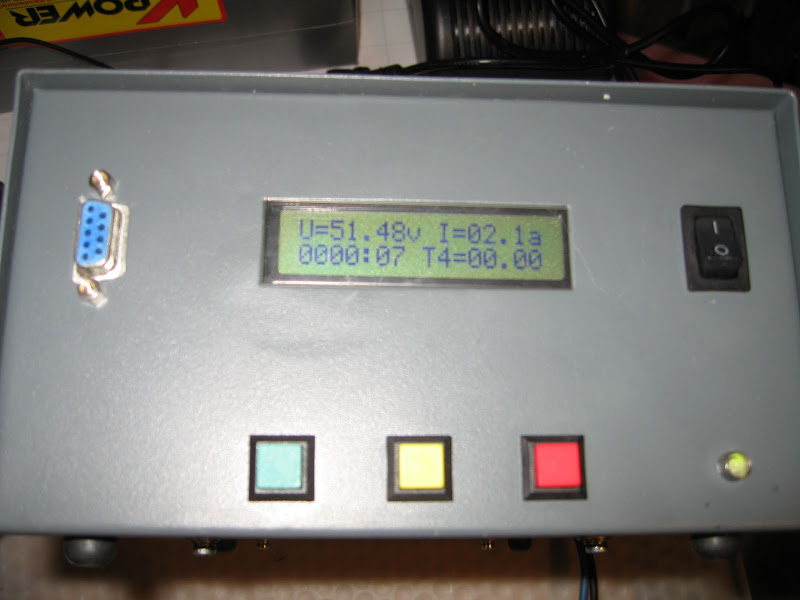 POWER
U=51.48v I=02.1a
0000:07 T4=00.00
I
O